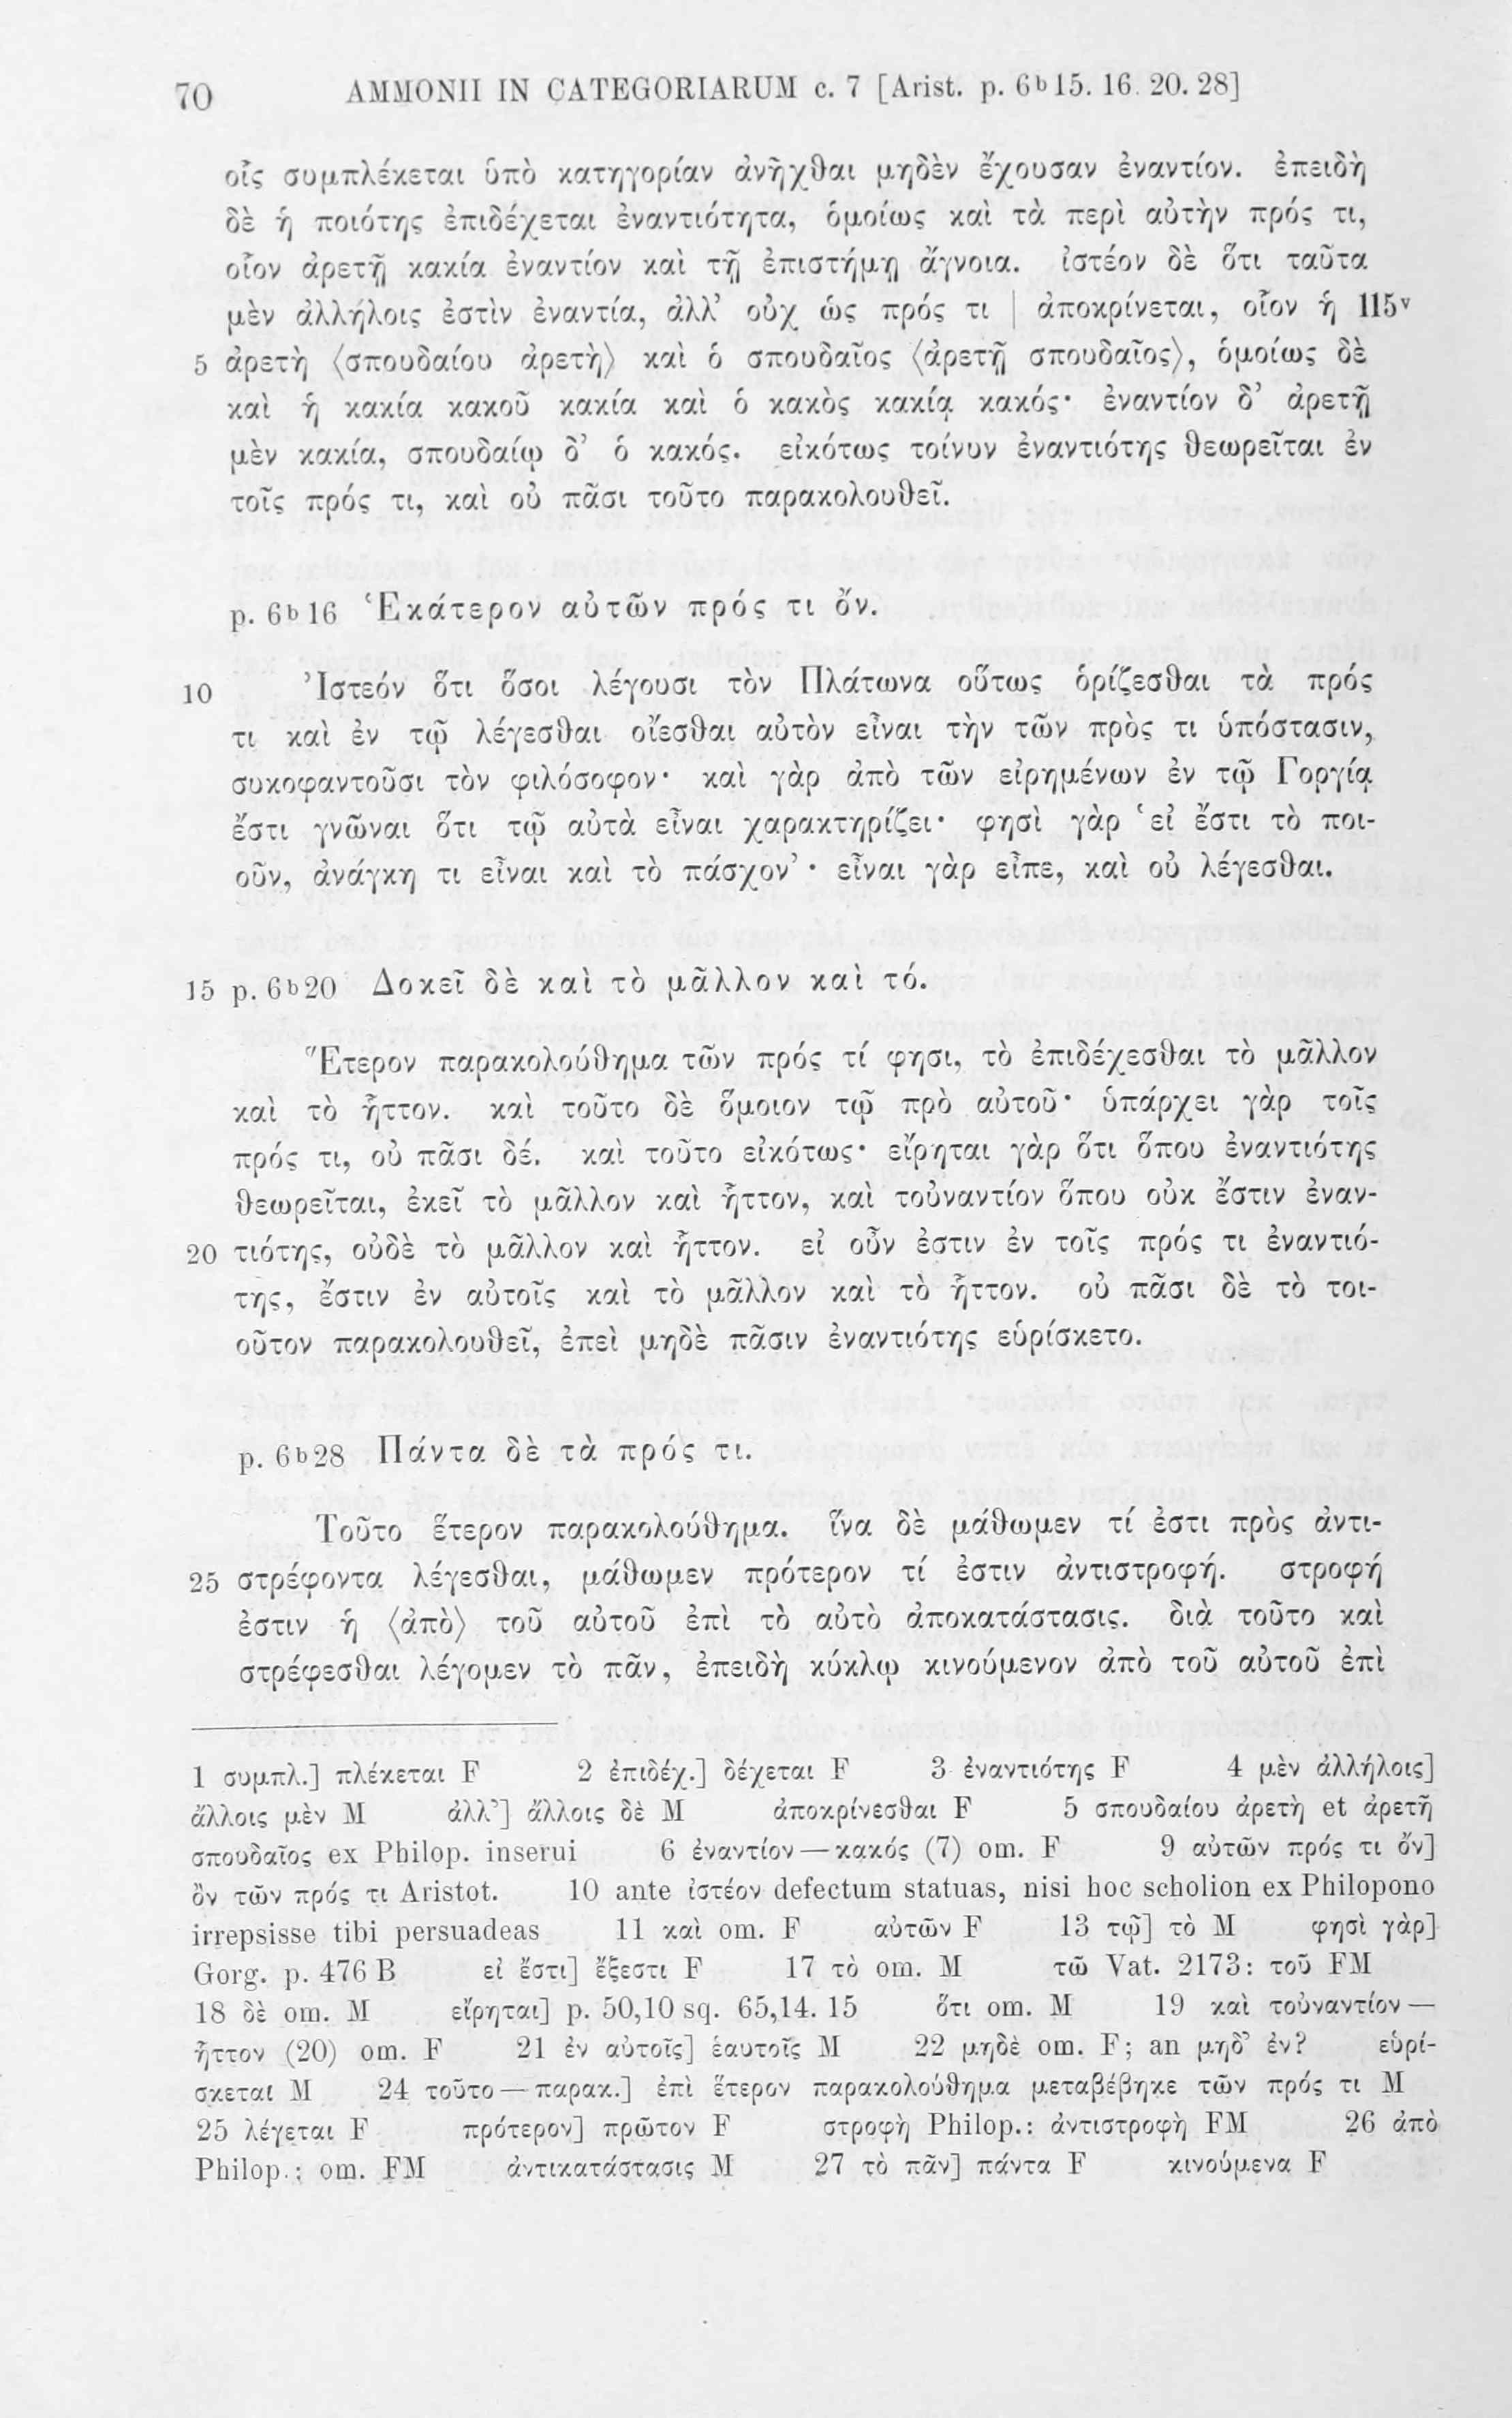 70 AMMONII IN CATEGORIARUM c. 7 [Arist. p. 6b15. 16. 20. 28]
οἷς συμπλέκεται ὑπὸ κατηγορίαν ἀνῆχθαι μηδὲν ἔχουσαν ἐναντίον. ἐπειδὴ
δὲ ἡ ποιότης ἐπιδέχεται ἐναντιότητα, ὁμοίως καὶ τὰ περὶ αὐτὴν πρός τι,
οἷον ἀρετῇ κακία ἐναντίον καὶ τῇ ἐπιστήμῃ ἄγνοια. ἰστέον δὲ ὅτι ταῦτα
μὲν ἀλλήλοις ἐστὶν ἐναντία, ἀλλ’ οὐχ ὡς πρός τι | ἀποκρίνεται, οἷον ἡ 115v
5 ἀρετὴ ⟨σπουδαίου ἀρετὴ⟩ καὶ ὁ σπουδαῖος ⟨ἀρετῇ σπουδαῖος⟩, ὁμοίως δὲ
καὶ ἡ κακία κακοῦ κακία καὶ ὁ κακὸς κακίᾳ κακός· ἐναντίον δ’ ἀρετῇ
μὲν κακία, σπουδαίῳ δ’ ὁ κακός. εἰκότως τοίνυν ἐναντιότης θεωρεῖται ἐν
τοῖς πρός τι, καὶ οὐ πᾶσι τοῦτο παρακολουθεῖ.
p. 6b16 Ἑκάτερον αὐτῶν πρός τι ὄν.
10 Ἰστεόν ὅτι ὅσοι λέγουσι τὸν Πλάτωνα οὕτως ὁρίζεσθαι τὰ πρός
τι καὶ ἐν τῷ λέγεσθαι οἴεσθαι αὐτὸν εἶναι τὴν τῶν πρὸς τι ὑπόστασιν,
συκοφαντοῦσι τὸν φιλόσοφον· καὶ γὰρ ἀπὸ τῶν εἰρημένων ἐν τῷ Γοργίᾳ
ἔστι γνῶναι ὅτι τῷ αὐτὰ εἶναι χαρακτηρίζει· φησὶ γὰρ ‘εἰ ἔστι τὸ ποι-
οῦν, ἀνάγκη τι εἶναι καὶ τὸ πάσχον’· εἶναι γὰρ εἶπε, καὶ οὐ λέγεσθαι.
15 p. 6b20 Δοκεῖ δὲ καὶ τὸ μᾶλλον καὶ τό.
Ἕτερον παρακολούθημα τῶν πρός τί φησι, τὸ ἐπιδέχεσθαι τὸ μᾶλλον
καὶ τὸ ἧττον. καὶ τοῦτο δὲ ὅμοιον τῷ πρὸ αὐτοῦ· ὑπάρχει γὰρ τοῖς
πρός τι, οὐ πᾶσι δέ. καὶ τοῦτο εἰκότως· εἴρηται γὰρ ὅτι ὅπου ἐναντιότης
θεωρεῖται, ἐκεῖ τὸ μᾶλλον καὶ ἧττον, καὶ τοὐναντίον ὅπου οὐκ ἔστιν ἐναν-
20 τιότης, οὐδὲ τὸ μᾶλλον καὶ ἧττον. εἰ οὖν ἐστιν ἐν τοῖς πρός τι ἐναντιό-
της, ἔστιν ἐν αὐτοῖς καὶ τὸ μᾶλλον καὶ τὸ ἧττον. οὐ πᾶσι δὲ τὸ τοι-
οῦτον παρακολουθεῖ, ἐπεὶ μηδὲ πᾶσιν ἐναντιότης εὑρίσκετο.
p. 6b28 Πάντα δὲ τὰ πρός τι.
Τοῦτο ἕτερον παρακολούθημα. ἵνα δὲ μάθωμεν τί ἐστι πρὸς ἀντι-
25 στρέφοντα λέγεσθαι, μάθωμεν πρότερον τί ἐστιν ἀντιστροφή. στροφή
ἐστιν ἡ ⟨ἀπὸ⟩ τοῦ αὐτοῦ ἐπὶ τὸ αὐτὸ ἀποκατάστασις. διὰ τοῦτο καὶ
στρέφεσθαι λέγομεν τὸ πᾶν, ἐπειδὴ κύκλῳ κινούμενον ἀπὸ τοῦ αὐτοῦ ἐπὶ
1 συμπλ.] πλέκεται F 2 ἐπιδέχ.] δέχεται F 3 ἐναντιότης F 4 μὲν ἀλλήλοις]
ἄλλοις μὲν M ἀλλ’] ἄλλοις δὲ M ἀποκρίνεσθαι F 5 σπουδαίου ἀρετὴ et ἀρετῇ
σπουδαῖος ex Philop. inserui 6 ἐναντίον — κακός (7) om. F 9 αὐτῶν πρός τι ὄν]
ὂν τῶν πρός τι Aristot. 10 ante ἰστέον defectum statuas, nisi hoc scholion ex Philopono
irrepsisse tibi persuadeas 11 καὶ om. F αὐτῶν F 13 τῷ] τὸ M φησὶ γὰρ]
Gorg. p. 476 B εἰ ἔστι] ἔξεστι F 17 τὸ om. M τῶ Vat. 2173: τοῦ FM
18 δὲ om. M εἴρηται] p. 50,10 sq. 65,14. 15 ὅτι om. M 19 καὶ τοὐναντίον —
ἧττον (20) om. F 21 ἐν αὐτοῖς] ἑαυτοῖς M 22 μηδὲ om. F; an μηδ’ ἐν? εὑρί-
σκεται M 24 τοῦτο — παρακ.] ἐπὶ ἕτερον παρακολούθημα μεταβέβηκε τῶν πρός τι M
25 λέγεται F πρότερον] πρῶτον F στροφὴ Philop.: ἀντιστροφὴ FM 26 ἀπὸ
Philop.: om. FM ἀντικατάστασις M 27 τὸ πᾶν] πάντα F κινούμενα F